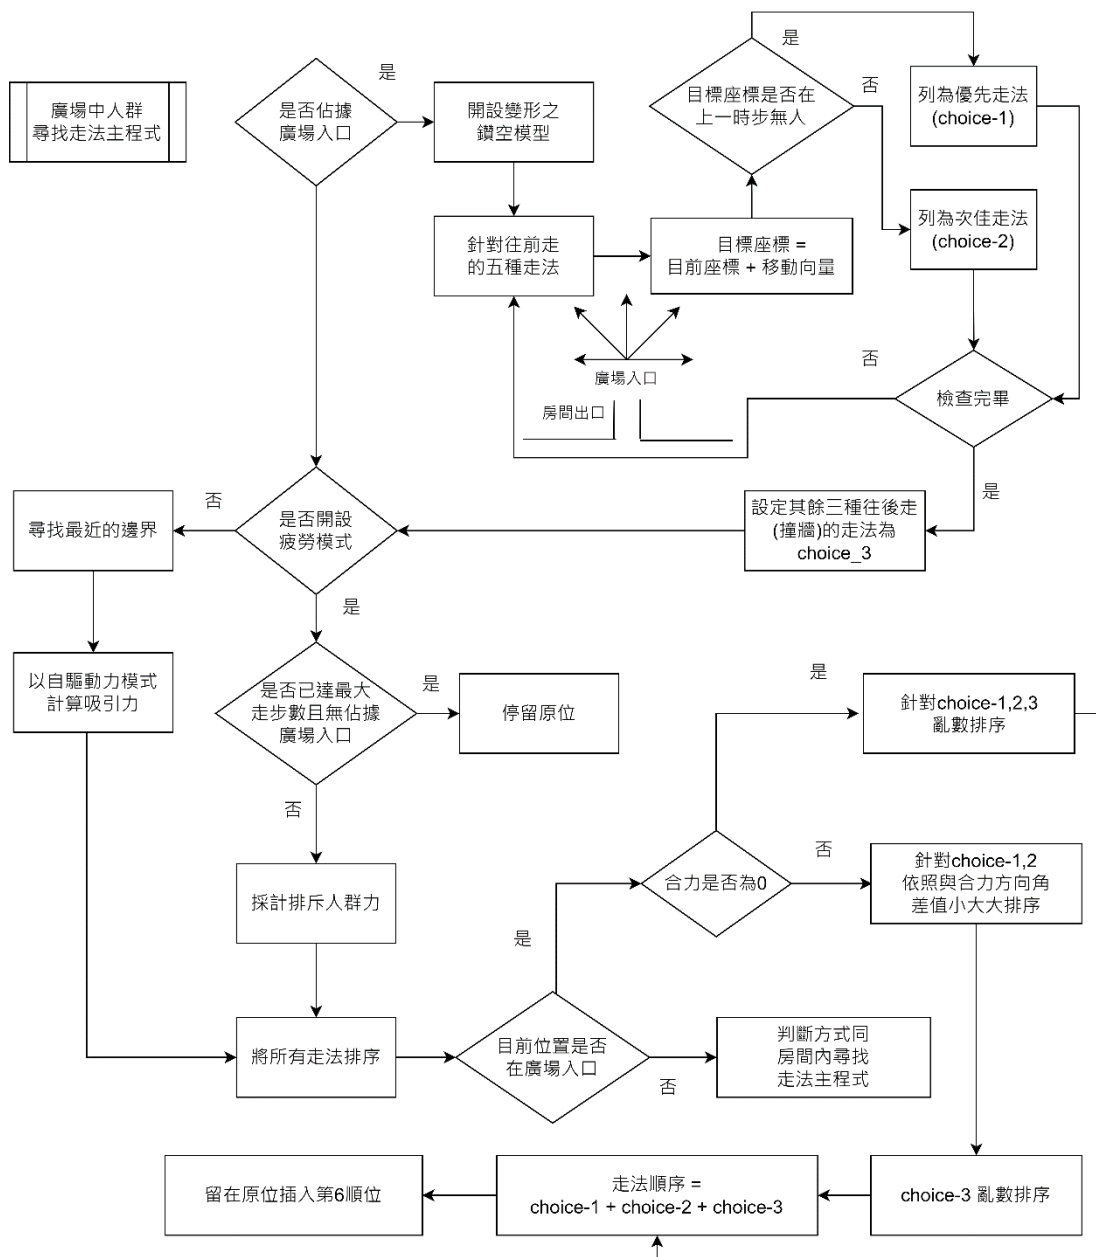 廣場中人群
尋找走法主程式
是否佔據
廣場入口
是
開設變形之
鑽空模型
針對往前走
的五種走法
目標座標 =
目前座標 + 移動向量
目標座標是否在
上一時步無人
是
否
列為優先走法
(choice-1)
列為次佳走法
(choice-2)
廣場入口
房間出口
檢查完畢
否
是
設定其餘三種往後走
(撞牆)的走法為
choice_3
是否開設
疲勞模式
否
尋找最近的邊界
以自驅動力模式
計算吸引力
是
是否已達最大
走步數且無佔據
廣場入口
是
停留原位
否
採計排斥人群力
將所有走法排序
目前位置是否
在廣場入口
是
否
判斷方式同
房間內尋找
走法主程式
合力是否為0
是
針對choice-1,2,3
亂數排序
否
針對choice-1,2
依照與合力方向角
差值小大大排序
choice-3 亂數排序
走法順序 =
choice-1 + choice-2 + choice-3
留在原位插入第6順位